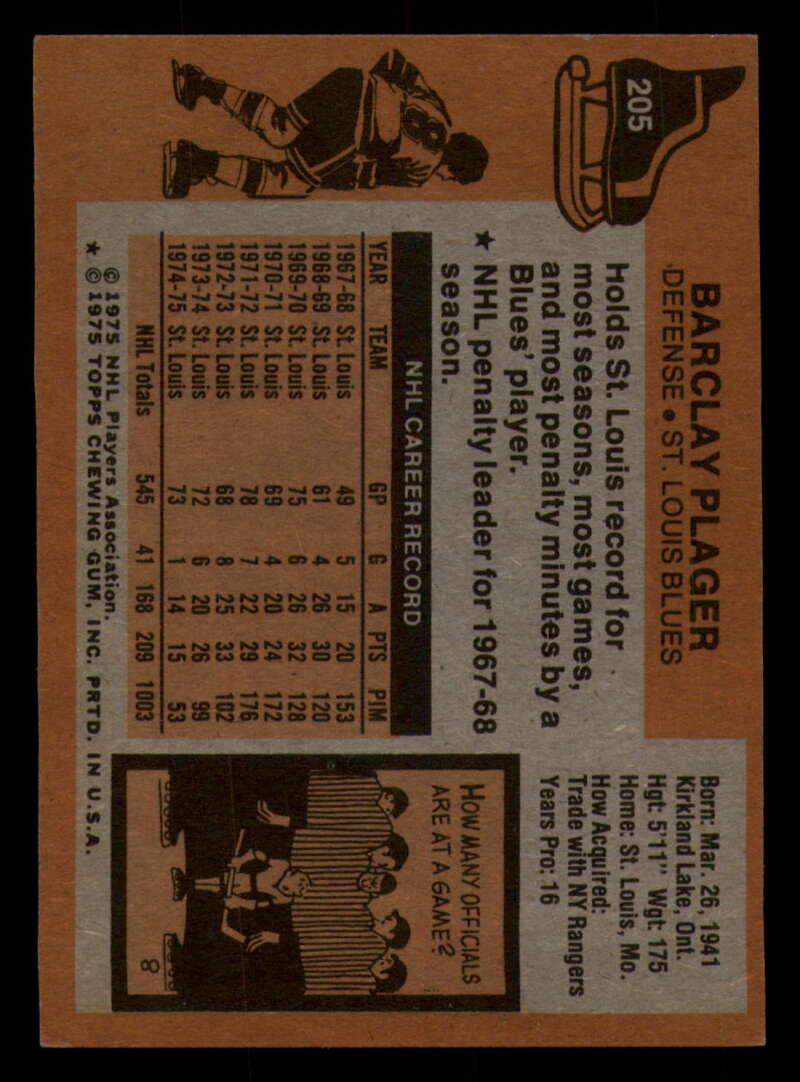 205
BARCLAY PLAGER
DEFENSE • ST. LOUIS BLUES
8
Born: Mar. 26, 1941
Kirkland Lake, Ont.
Hgt: 5'11" Wgt: 175
Home: St. Louis, Mo.
How Acquired:
Trade with NY Rangers
Years Pro: 16
Holds St. Louis record for
most seasons, most games,
and most penalty minutes by a
Blues' player.
★ NHL penalty leader for 1967-68
season.
NHL CAREER RECORD
YEAR TEAM GP G A PTS PIM
1967-68 St. Louis 49 5 15 20 153
1968-69 St. Louis 61 4 26 30 120
1969-70 St. Louis 75 6 26 32 128
1970-71 St. Louis 69 4 20 24 172
1971-72 St. Louis 78 7 22 29 176
1972-73 St. Louis 68 8 25 33 102
1973-74 St. Louis 72 6 20 26 99
1974-75 St. Louis 73 1 14 15 53
NHL Totals 545 41 168 209 1003
HOW MANY OFFICIALS
ARE AT A GAME?
8
© 1975 NHL Players Association.
★ © 1975 TOPPS CHEWING GUM, INC. PRTD. IN U.S.A.